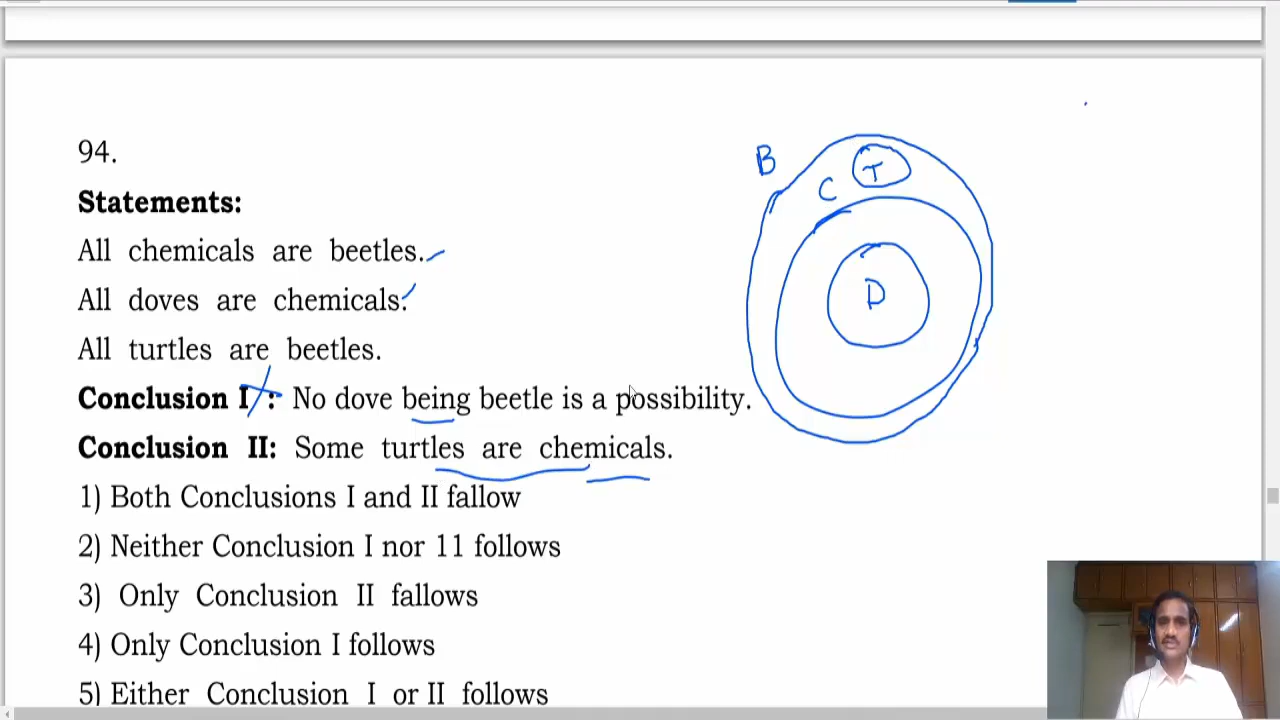 94.
Statements:
All chemicals are beetles.
All doves are chemicals.
All turtles are beetles.
Conclusion I : No dove being beetle is a possibility.
Conclusion II: Some turtles are chemicals.
1) Both Conclusions I and II fallow
2) Neither Conclusion I nor 11 follows
3) Only Conclusion II fallows
4) Only Conclusion I follows
5) Either Conclusion I or II follows
B
T
C
D